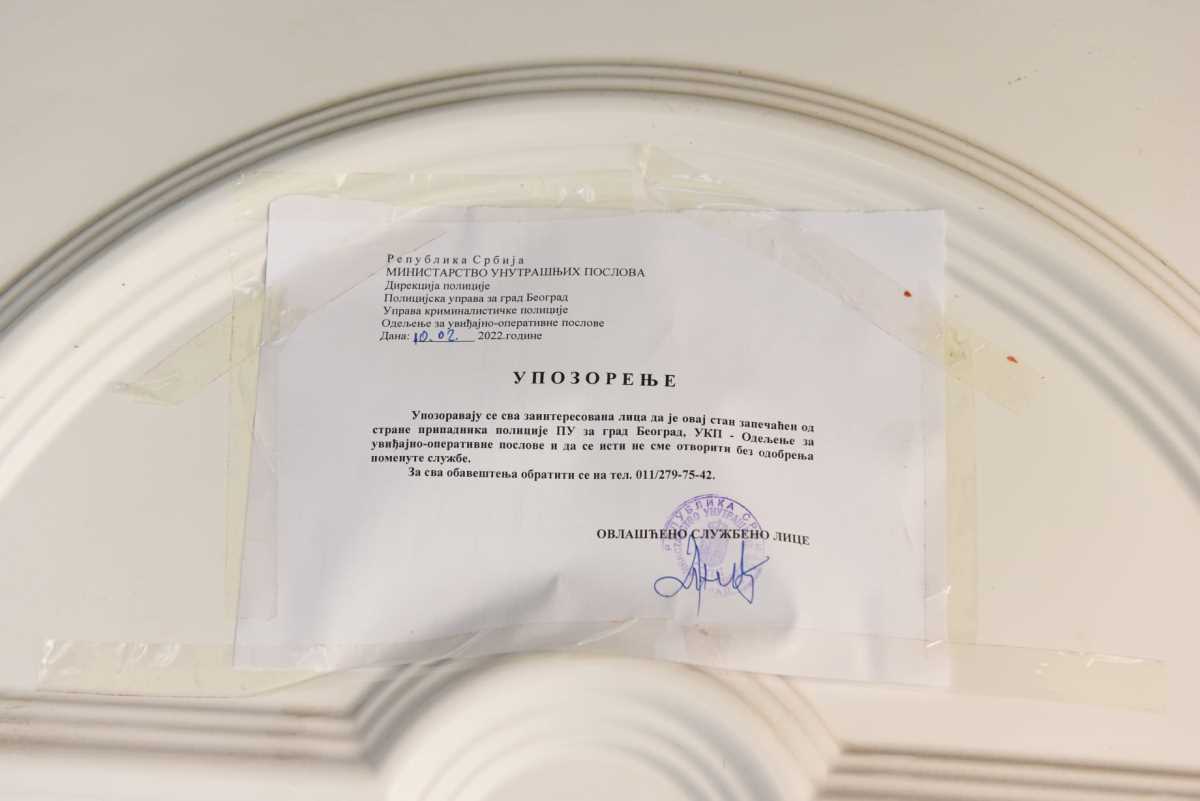 Република Србија
МИНИСТАРСТВО УНУТРАШЊИХ ПОСЛОВА
Дирекција полиције
Полицијска управа за град Београд
Управа криминалистичке полиције
Одељење за увиђајно-оперативне послове
Дана: 10.02. 2022.године
УПОЗОРЕЊЕ
Упозоравају се сва заинтересована лица да је овај стан запечаћен од
стране припадника полиције ПУ за град Београд, УКП - Одељење за
увиђајно-оперативне послове и да се исти не сме отворити без одобрења
поменуте службе.
За сва обавештења обратити се на тел. 011/279-75-42.
ОВЛАШЋЕНО СЛУЖБЕНО ЛИЦЕ